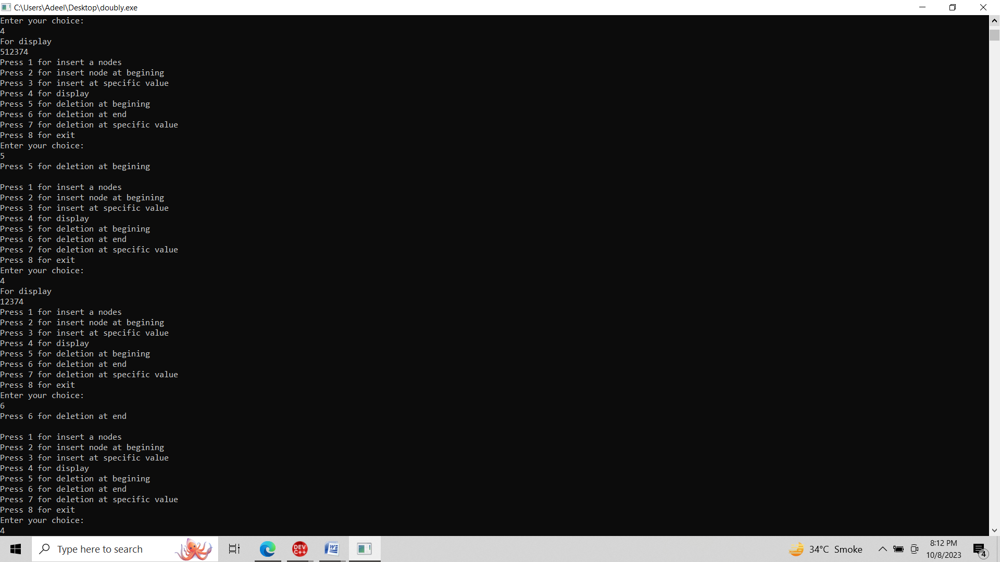 C:\Users\Adeel\Desktop\doubly.exe
Enter your choice:
4
For display
512374
Press 1 for insert a nodes
Press 2 for insert node at begining
Press 3 for insert at specific value
Press 4 for display
Press 5 for deletion at begining
Press 6 for deletion at end
Press 7 for deletion at specific value
Press 8 for exit
Enter your choice:
5
Press 5 for deletion at begining
Press 1 for insert a nodes
Press 2 for insert node at begining
Press 3 for insert at specific value
Press 4 for display
Press 5 for deletion at begining
Press 6 for deletion at end
Press 7 for deletion at specific value
Press 8 for exit
Enter your choice:
4
For display
12374
Press 1 for insert a nodes
Press 2 for insert node at begining
Press 3 for insert at specific value
Press 4 for display
Press 5 for deletion at begining
Press 6 for deletion at end
Press 7 for deletion at specific value
Press 8 for exit
Enter your choice:
6
Press 6 for deletion at end
Press 1 for insert a nodes
Press 2 for insert node at begining
Press 3 for insert at specific value
Press 4 for display
Press 5 for deletion at begining
Press 6 for deletion at end
Press 7 for deletion at specific value
Press 8 for exit
Enter your choice:
4
Type here to search
DEV
C++
W
34°C Smoke
8:12 PM
10/8/2023
4